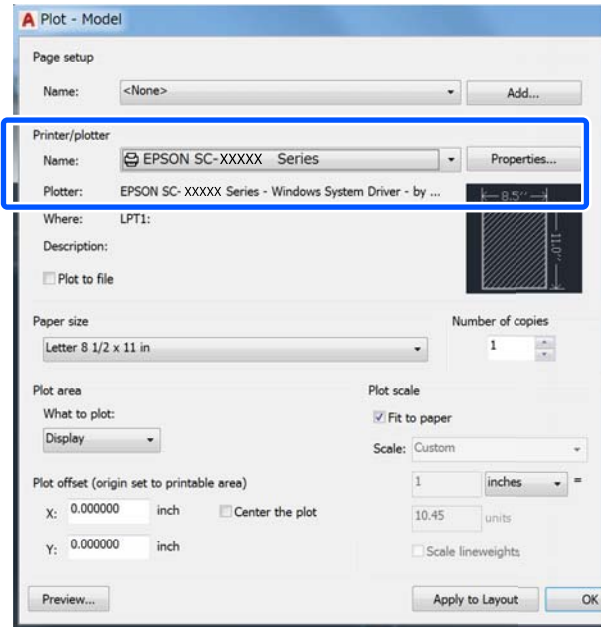 Plot - Model
Page setup
Name: <None> Add...
Printer/plotter
Name: EPSON SC-XXXXX Series Properties...
Plotter: EPSON SC- XXXXX Series - Windows System Driver - by ...
8.5''
Where: LPT1:
11.0''
Description:
Plot to file
Paper size Number of copies
Letter 8 1/2 x 11 in 1
Plot area Plot scale
What to plot: Fit to paper
Display Scale: Custom
Plot offset (origin set to printable area) 1 inches =
X: 0.000000 inch Center the plot 10.45 units
Y: 0.000000 inch Scale lineweights
Preview... Apply to Layout OK